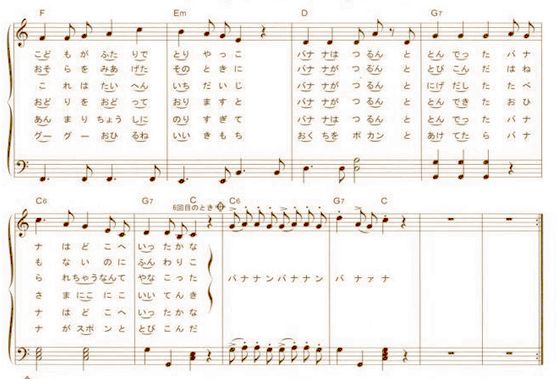 F Em D G7
こどもが ふたりで とりやっこ バナナは つるんと とんでった バナ
おそらを みあげた そのときに バナナが つるんと とびこんだ はね
これは たいへん いちだいじ バナナは つるんと にげだした たべ
おどりを おどって おりますと バナナが つるんと とんできた おひ
あんまり ちょうしに のりすぎて バナナは つるんと とんでった バナ
グーグー おひるね いいきもち おくちを ポカンと あけてたら バナ
C6 G7 C 6回目のとき C6 G7 C
ナは どこへ いったかな
もないのに ふんわりこ
られちゃうなんて やなこった バナナンバナナン バナァナ
さまにこにこ いいてんき
ナは どこへ いったかな
ナが スポンと とびこんだ